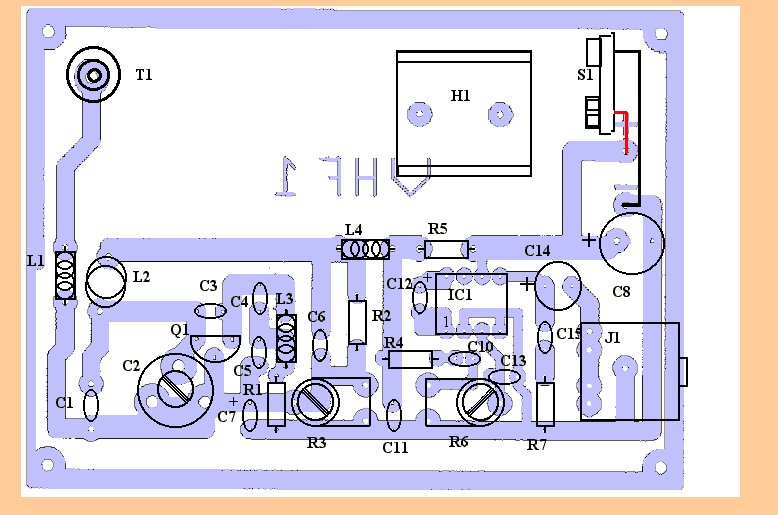 T1
S1
H1
VHF 1
L4
R5
L1
L2
C14
C3
C4
L3
C12
IC1
+
+
+
+
C8
Q1
C6
R2
1
C15
J1
C2
C5
R4
C10
C13
R1
C1
C7
R3
C11
R6
R7